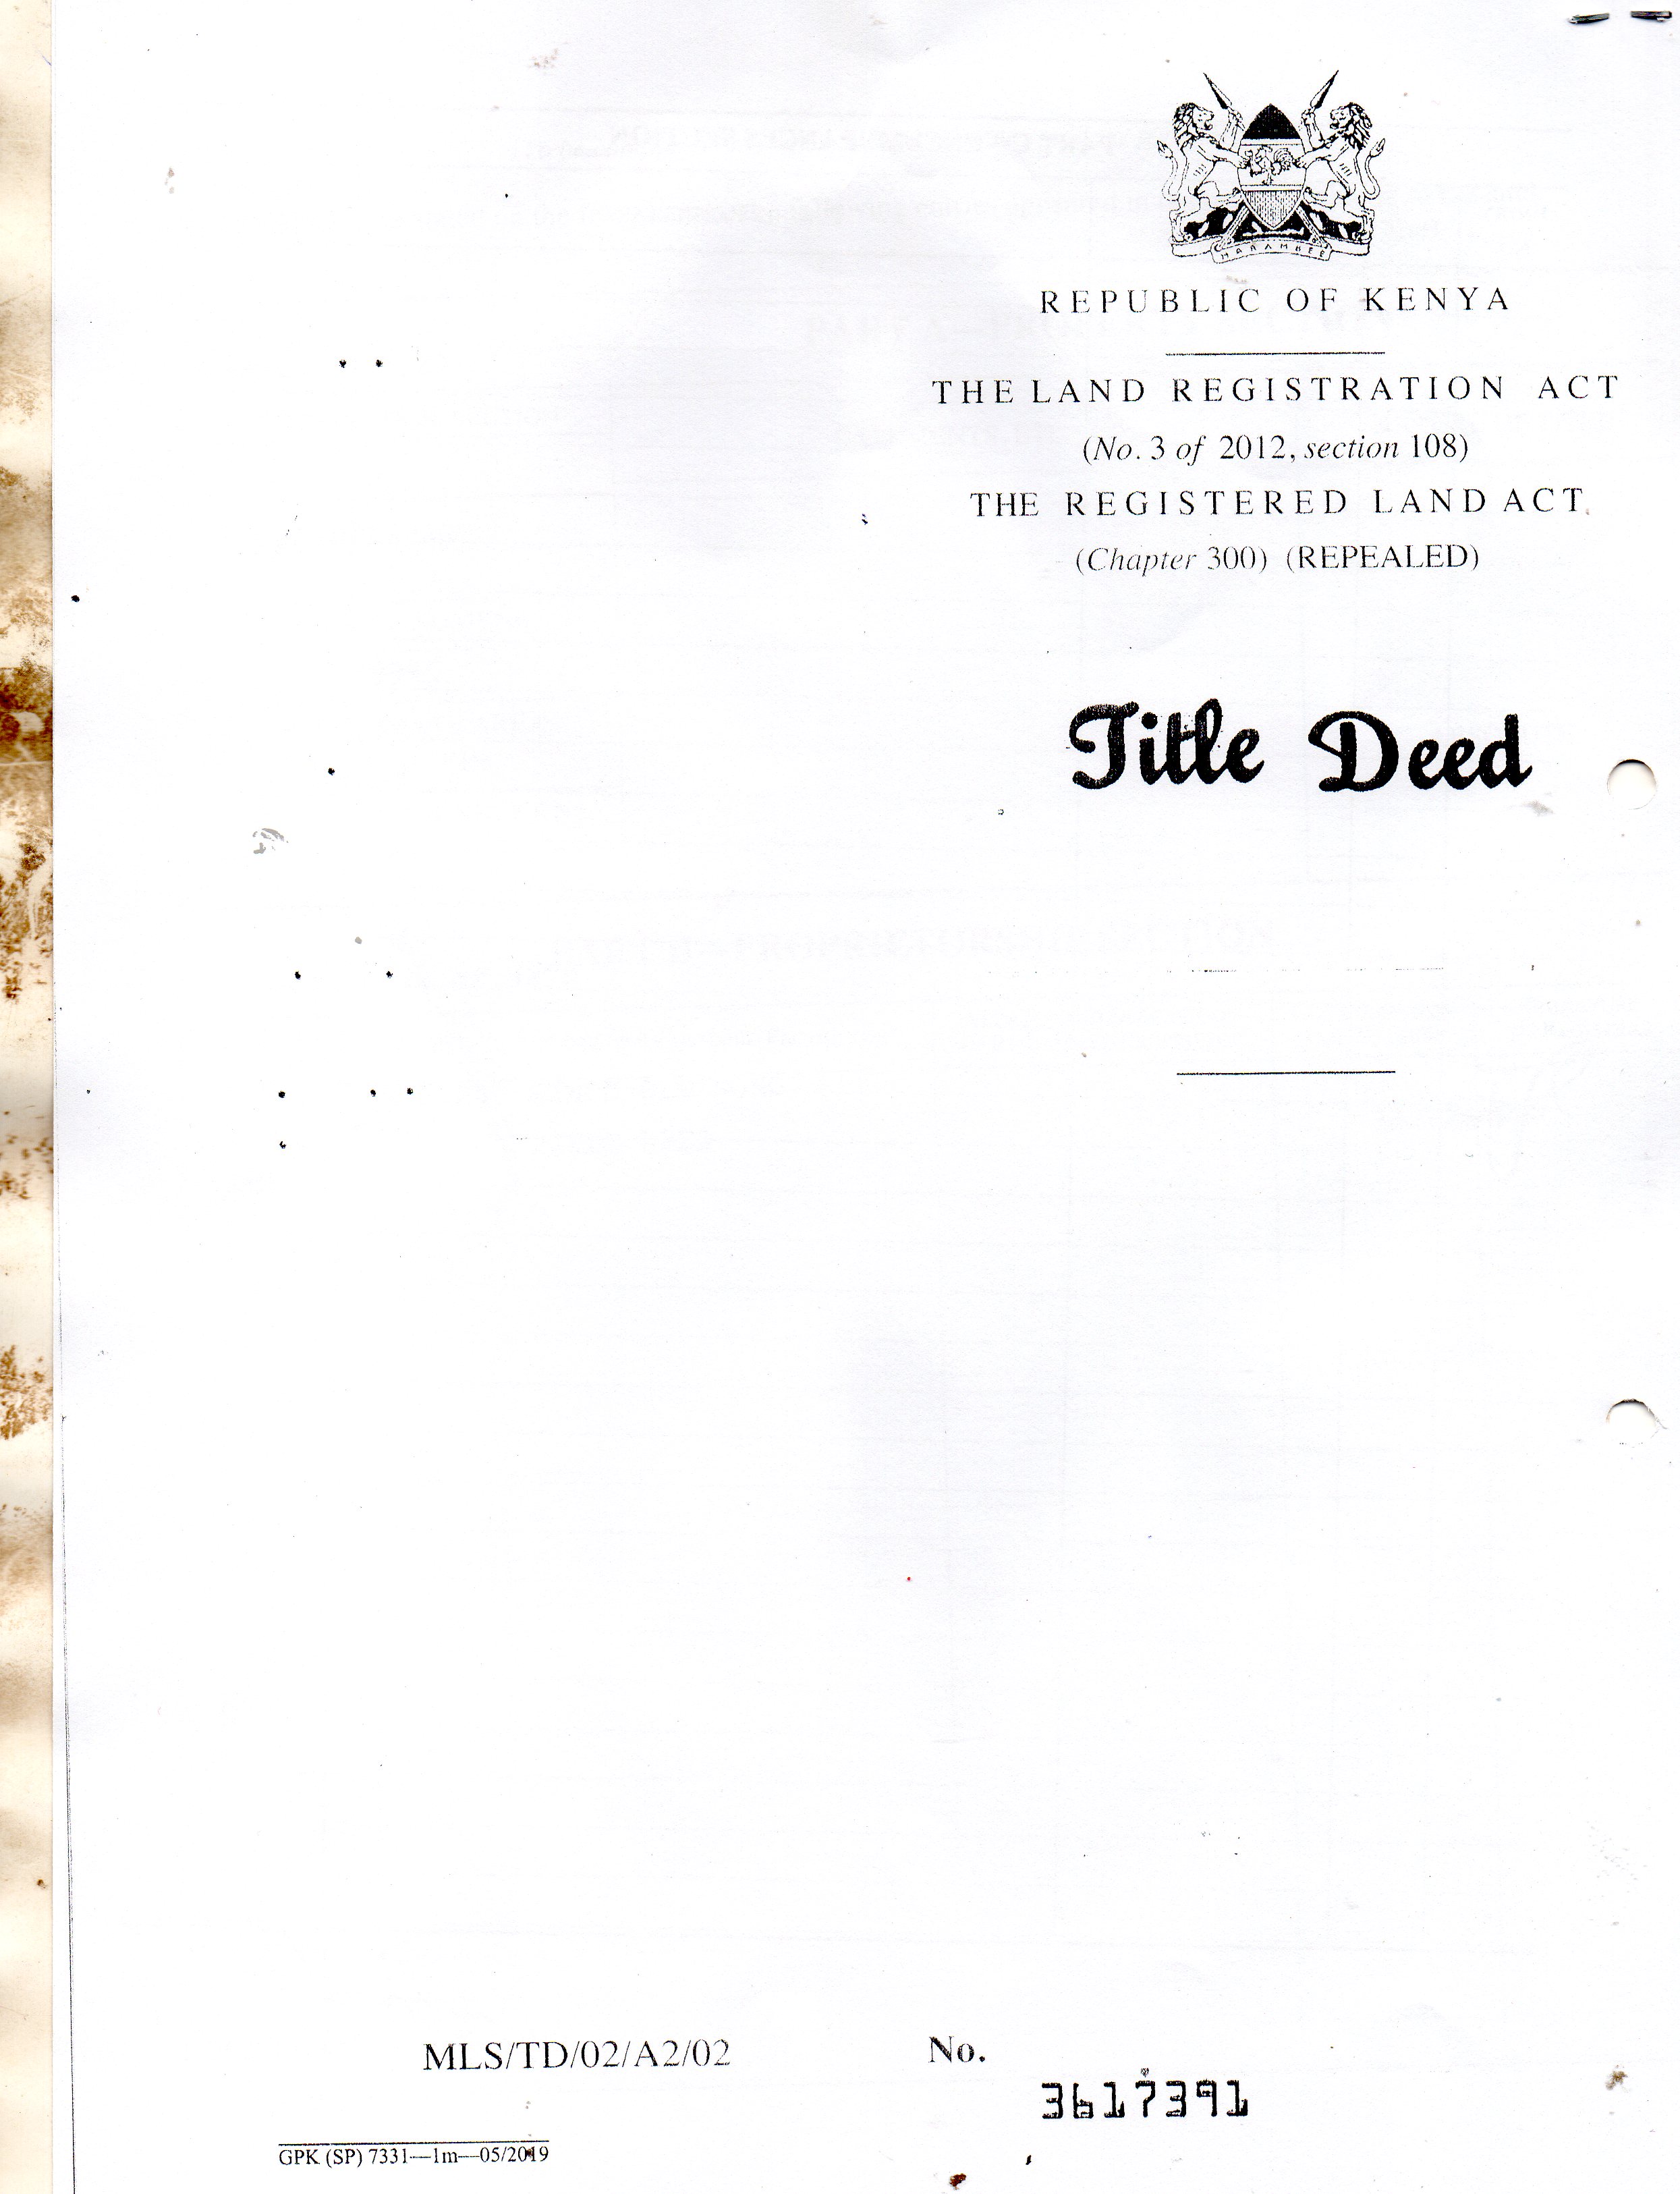 HARAMBEE
REPUBLIC OF KENYA
THE LAND REGISTRATION ACT
(No. 3 of 2012, section 108)
THE REGISTERED LAND ACT
(Chapter 300) (REPEALED)
Title Deed
MLS/TD/02/A2/02
No.
3617391
GPK (SP) 7331—1m—05/2019